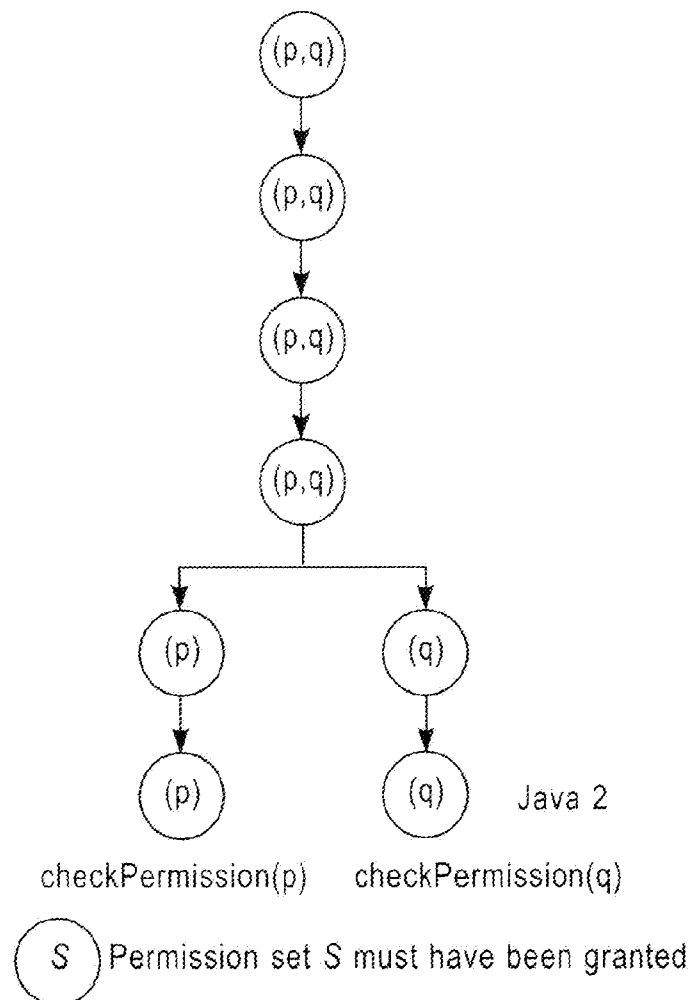 (p,q)
(p,q)
(p,q)
(p,q)
(p) (q)
(p) (q) Java 2
checkPermission(p) checkPermission(q)
S Permission set S must have been granted